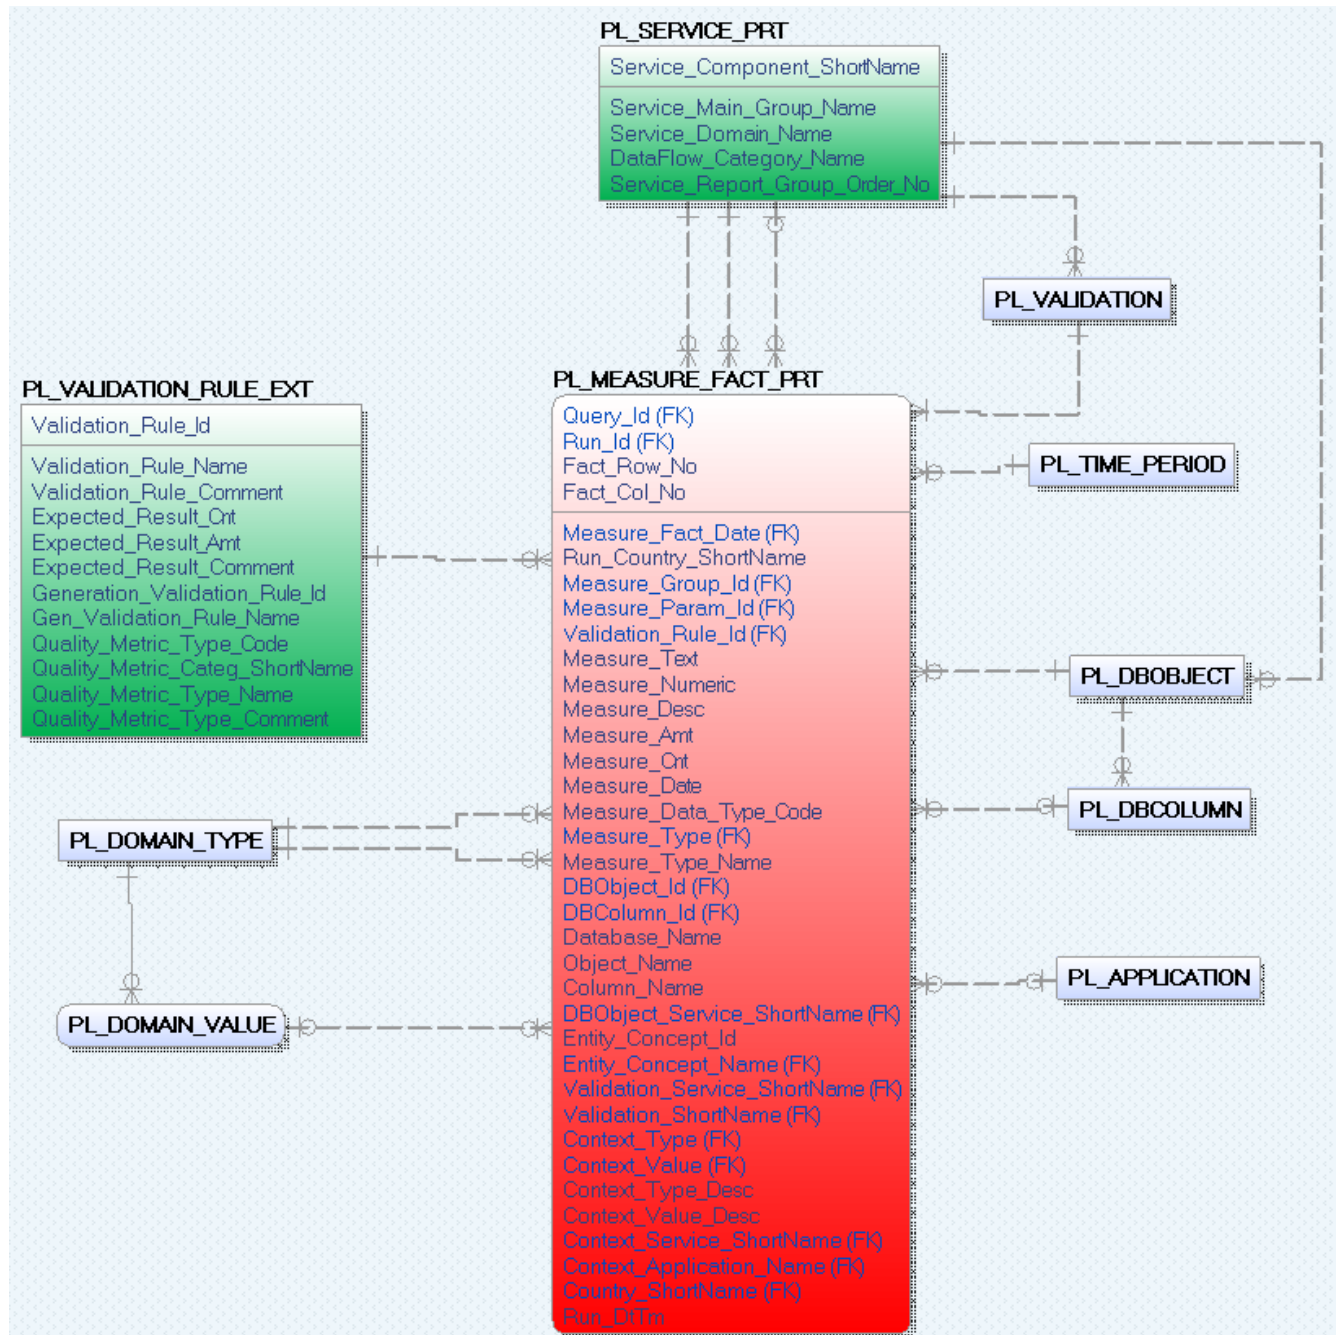 PL_SERVICE_PRT
Service_Component_ShortName
Service_Main_Group_Name
Service_Domain_Name
DataFlow_Category_Name
Service_Report_Group_Order_No
PL_VALIDATION
PL_VALIDATION_RULE_EXT
Validation_Rule_Id
Validation_Rule_Name
Validation_Rule_Comment
Expected_Result_Cnt
Expected_Result_Amt
Expected_Result_Comment
Generation_Validation_Rule_Id
Gen_Validation_Rule_Name
Quality_Metric_Type_Code
Quality_Metric_Categ_ShortName
Quality_Metric_Type_Name
Quality_Metric_Type_Comment
PL_MEASURE_FACT_PRT
Query_Id (FK)
Run_Id (FK)
Fact_Row_No
Fact_Col_No
Measure_Fact_Date (FK)
Run_Country_ShortName
Measure_Group_Id (FK)
Measure_Param_Id (FK)
Validation_Rule_Id (FK)
Measure_Text
Measure_Numeric
Measure_Desc
Measure_Amt
Measure_Cnt
Measure_Date
Measure_Data_Type_Code
Measure_Type (FK)
Measure_Type_Name
DBObject_Id (FK)
DBColumn_Id (FK)
Database_Name
Object_Name
Column_Name
DBObject_Service_ShortName (FK)
Entity_Concept_Id
Entity_Concept_Name (FK)
Validation_Service_ShortName (FK)
Validation_ShortName (FK)
Context_Type (FK)
Context_Value (FK)
Context_Type_Desc
Context_Value_Desc
Context_Service_ShortName (FK)
Context_Application_Name (FK)
Country_ShortName (FK)
Run_DtTm
PL_TIME_PERIOD
PL_DBOBJECT
PL_DBCOLUMN
PL_APPLICATION
PL_DOMAIN_TYPE
PL_DOMAIN_VALUE